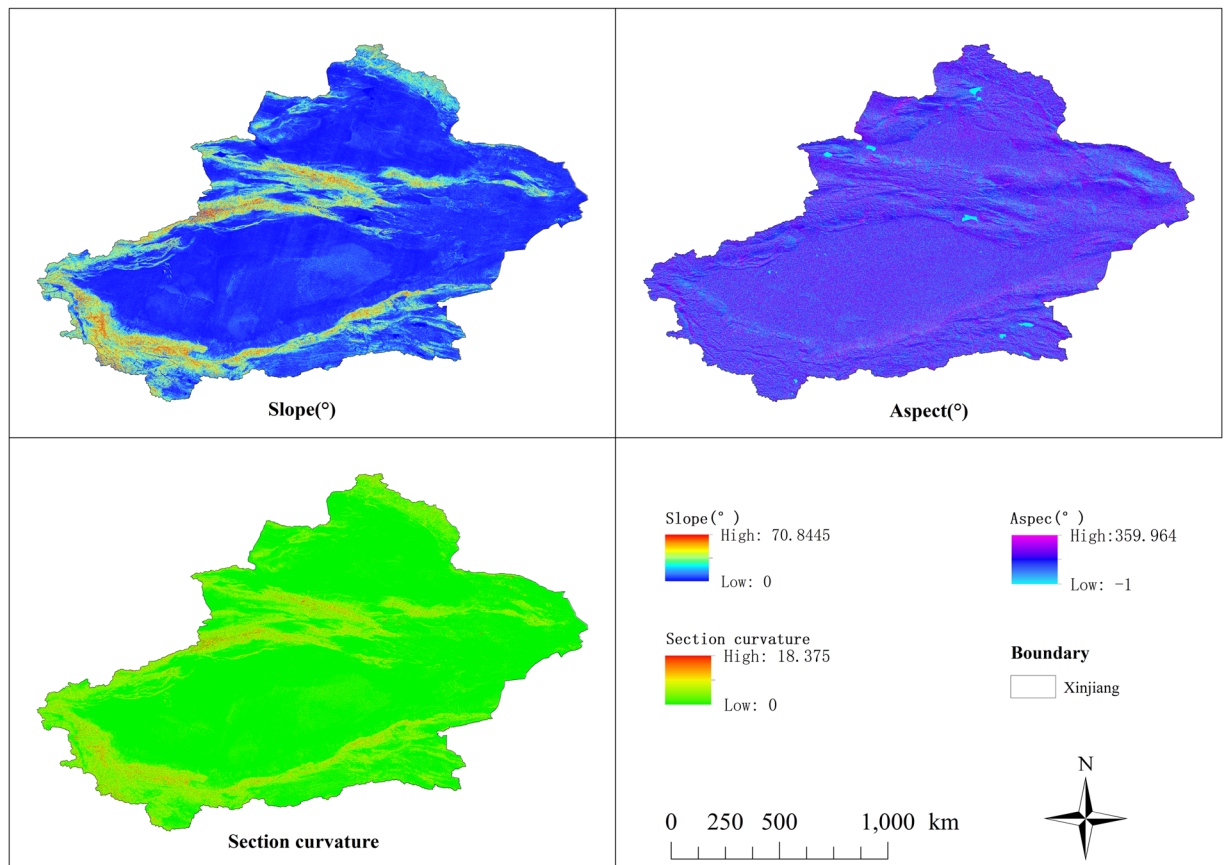 Slope(°)
Aspect(°)
Section curvature
Slope(° )
High: 70.8445
Low: 0
Aspec(° )
High:359.964
Low: -1
Section curvature
High: 18.375
Low: 0
Boundary
Xinjiang
N
0 250 500 1,000 km